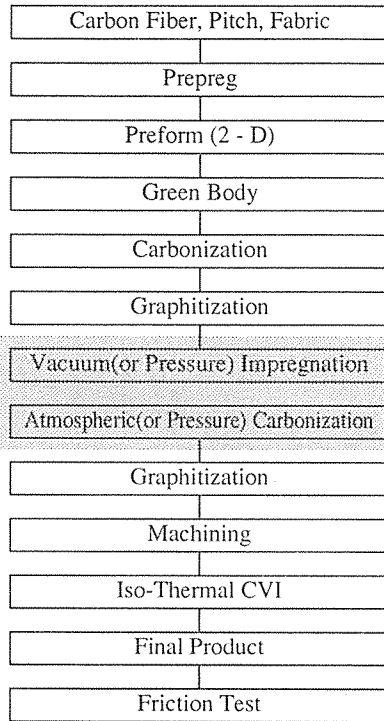 Carbon Fiber, Pitch, Fabric
Prepreg
Preform (2 - D)
Green Body
Carbonization
Graphitization
Vacuum(or Pressure) Impregnation
Atmospheric(or Pressure) Carbonization
Graphitization
Machining
Iso-Thermal CVI
Final Product
Friction Test